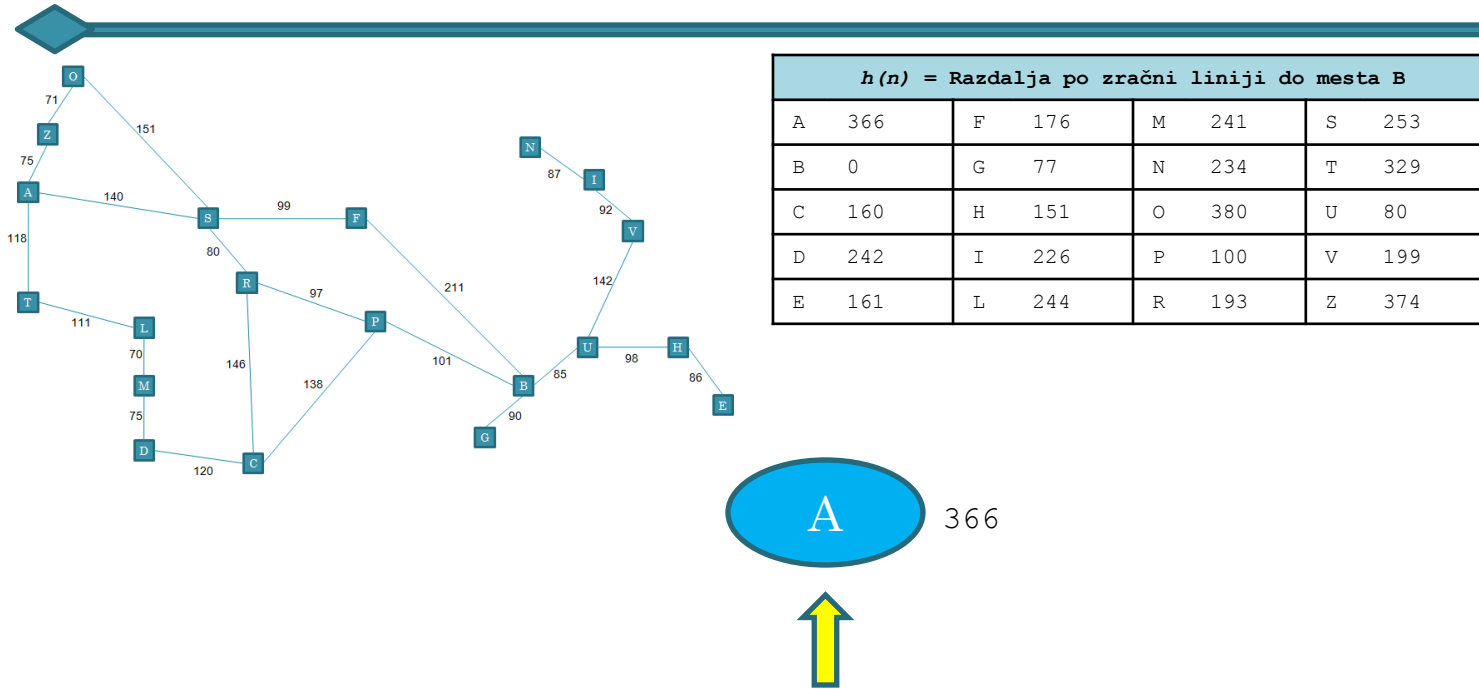 O
71
Z
151
75
A
140
S
99
F
118
80
R
97
P
211
T
111
L
70
M
146
138
101
B
75
D
120
C
90
G
85
U
98
H
86
E
142
V
92
I
87
N
h(n) = Razdalja po zračni liniji do mesta B
A 366 F 176 M 241 S 253
B 0 G 77 N 234 T 329
C 160 H 151 O 380 U 80
D 242 I 226 P 100 V 199
E 161 L 244 R 193 Z 374
A 366